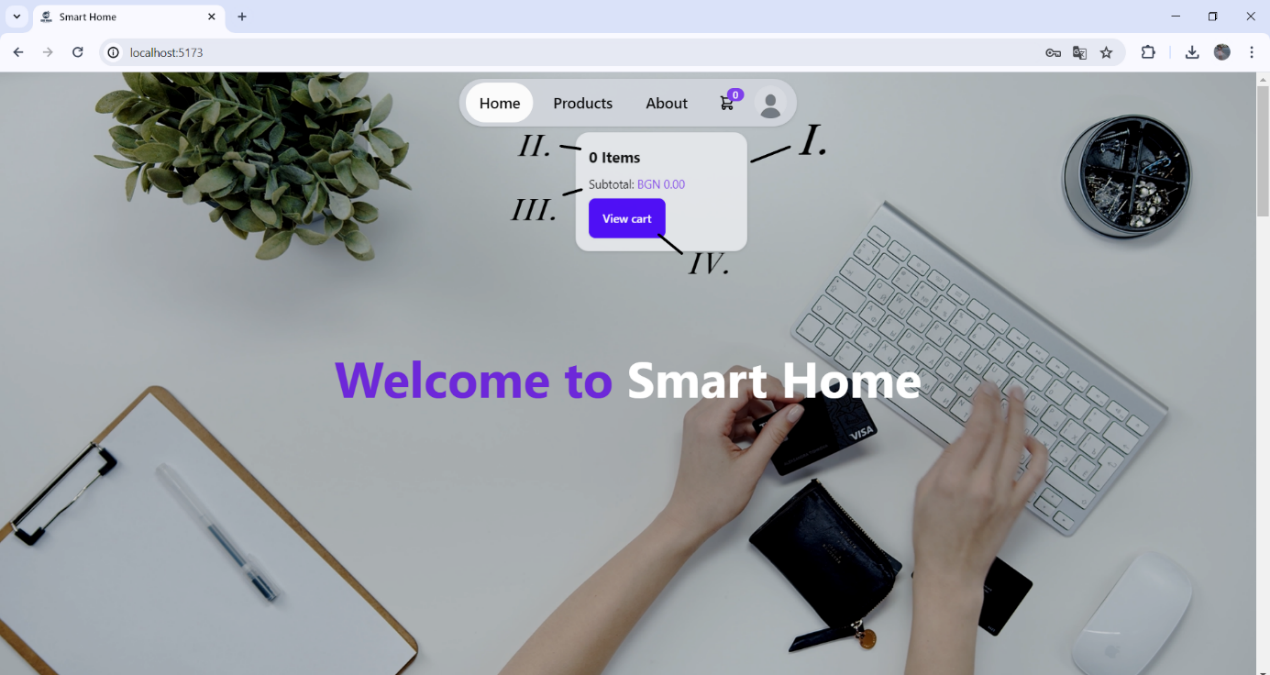 Smart Home
localhost:5173
Home Products About 0
I.
II.
0 Items
Subtotal: BGN 0.00
III.
View cart
IV.
Welcome to Smart Home
VISA